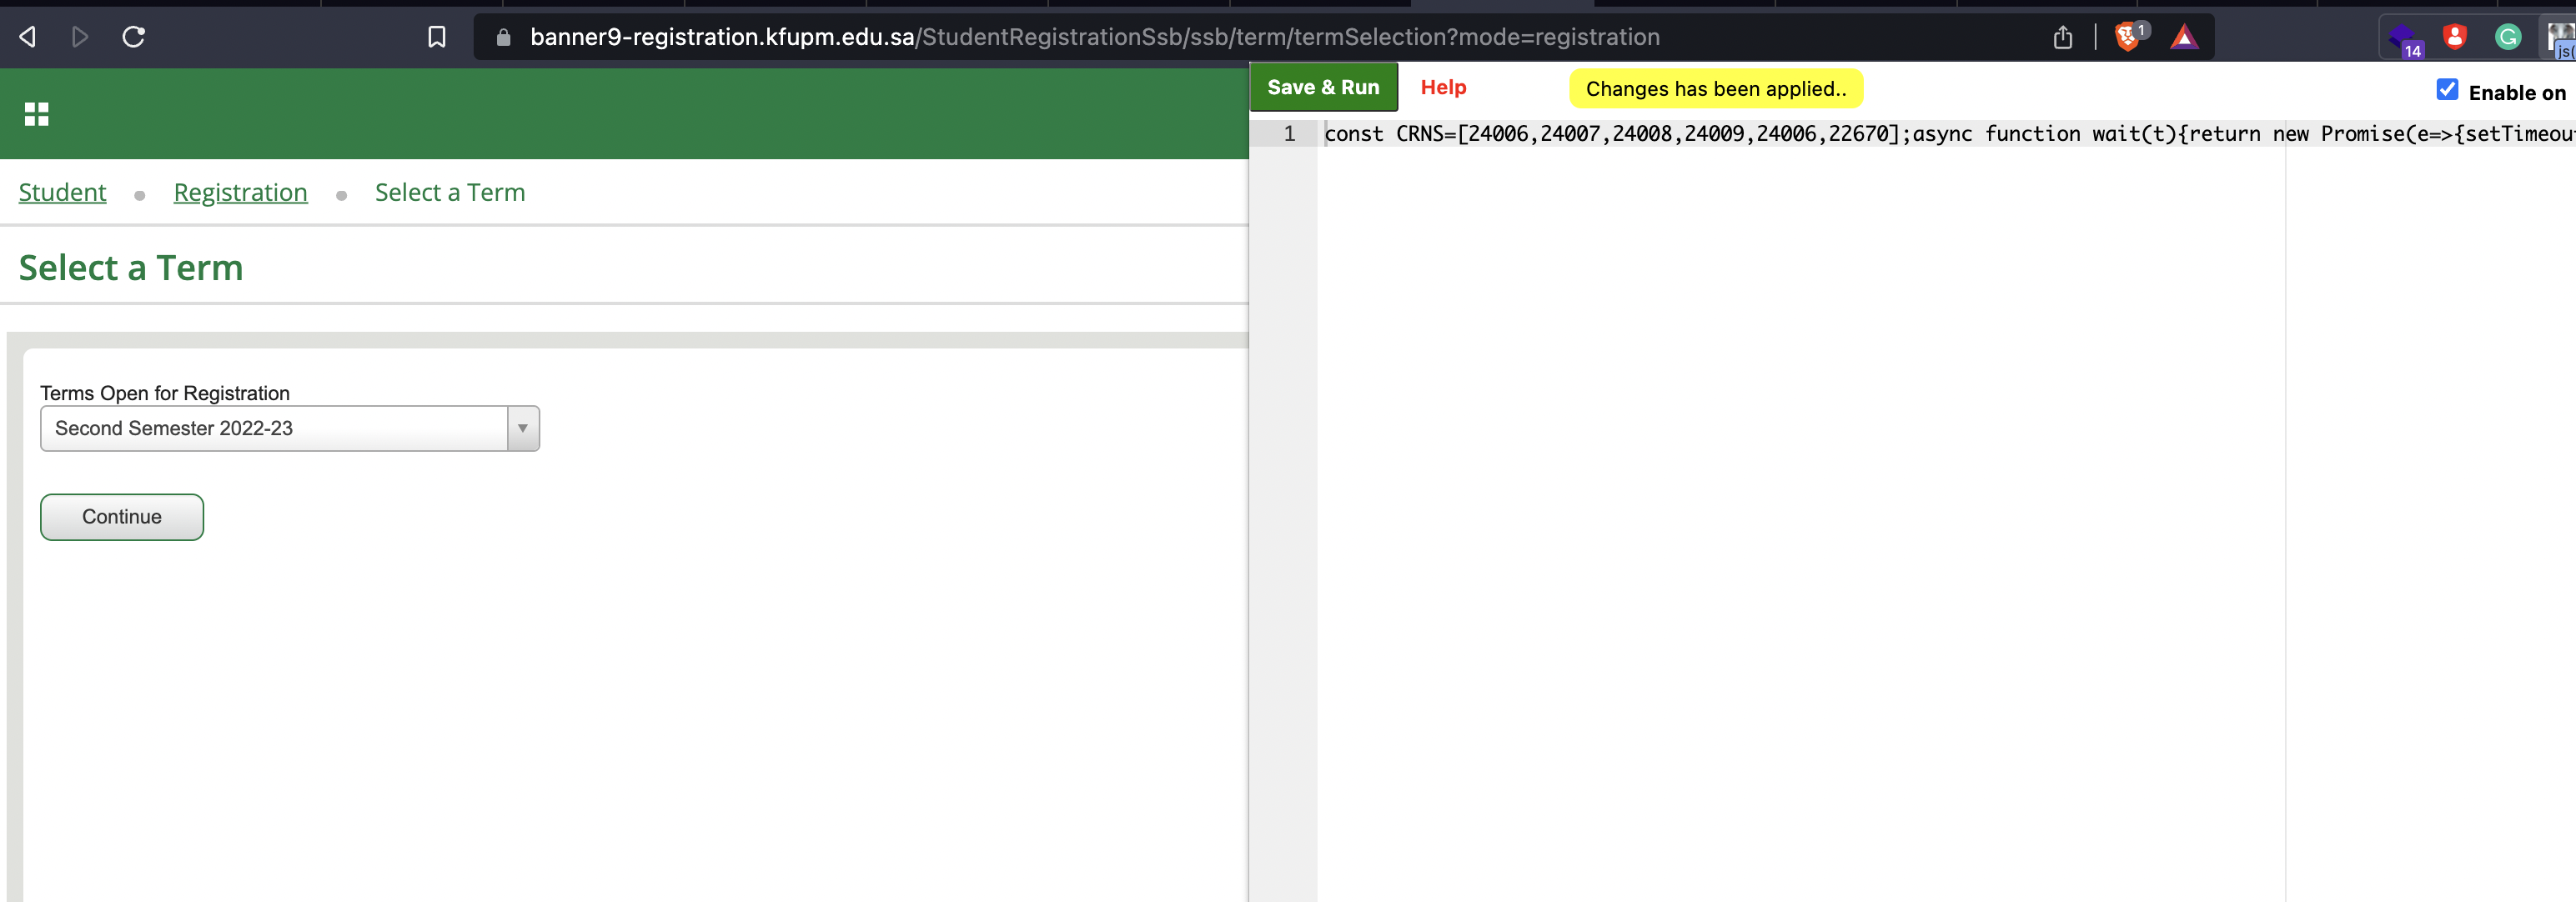 banner9-registration.kfupm.edu.sa/StudentRegistrationSsb/ssb/term/termSelection?mode=registration
1
14
js(
Save & Run
Help
Changes has been applied..
Enable on
1
const CRNS=[24006,24007,24008,24009,24006,22670];async function wait(t){return new Promise(e=>{setTimeou
Student
Registration
Select a Term
Select a Term
Terms Open for Registration
Second Semester 2022-23
Continue